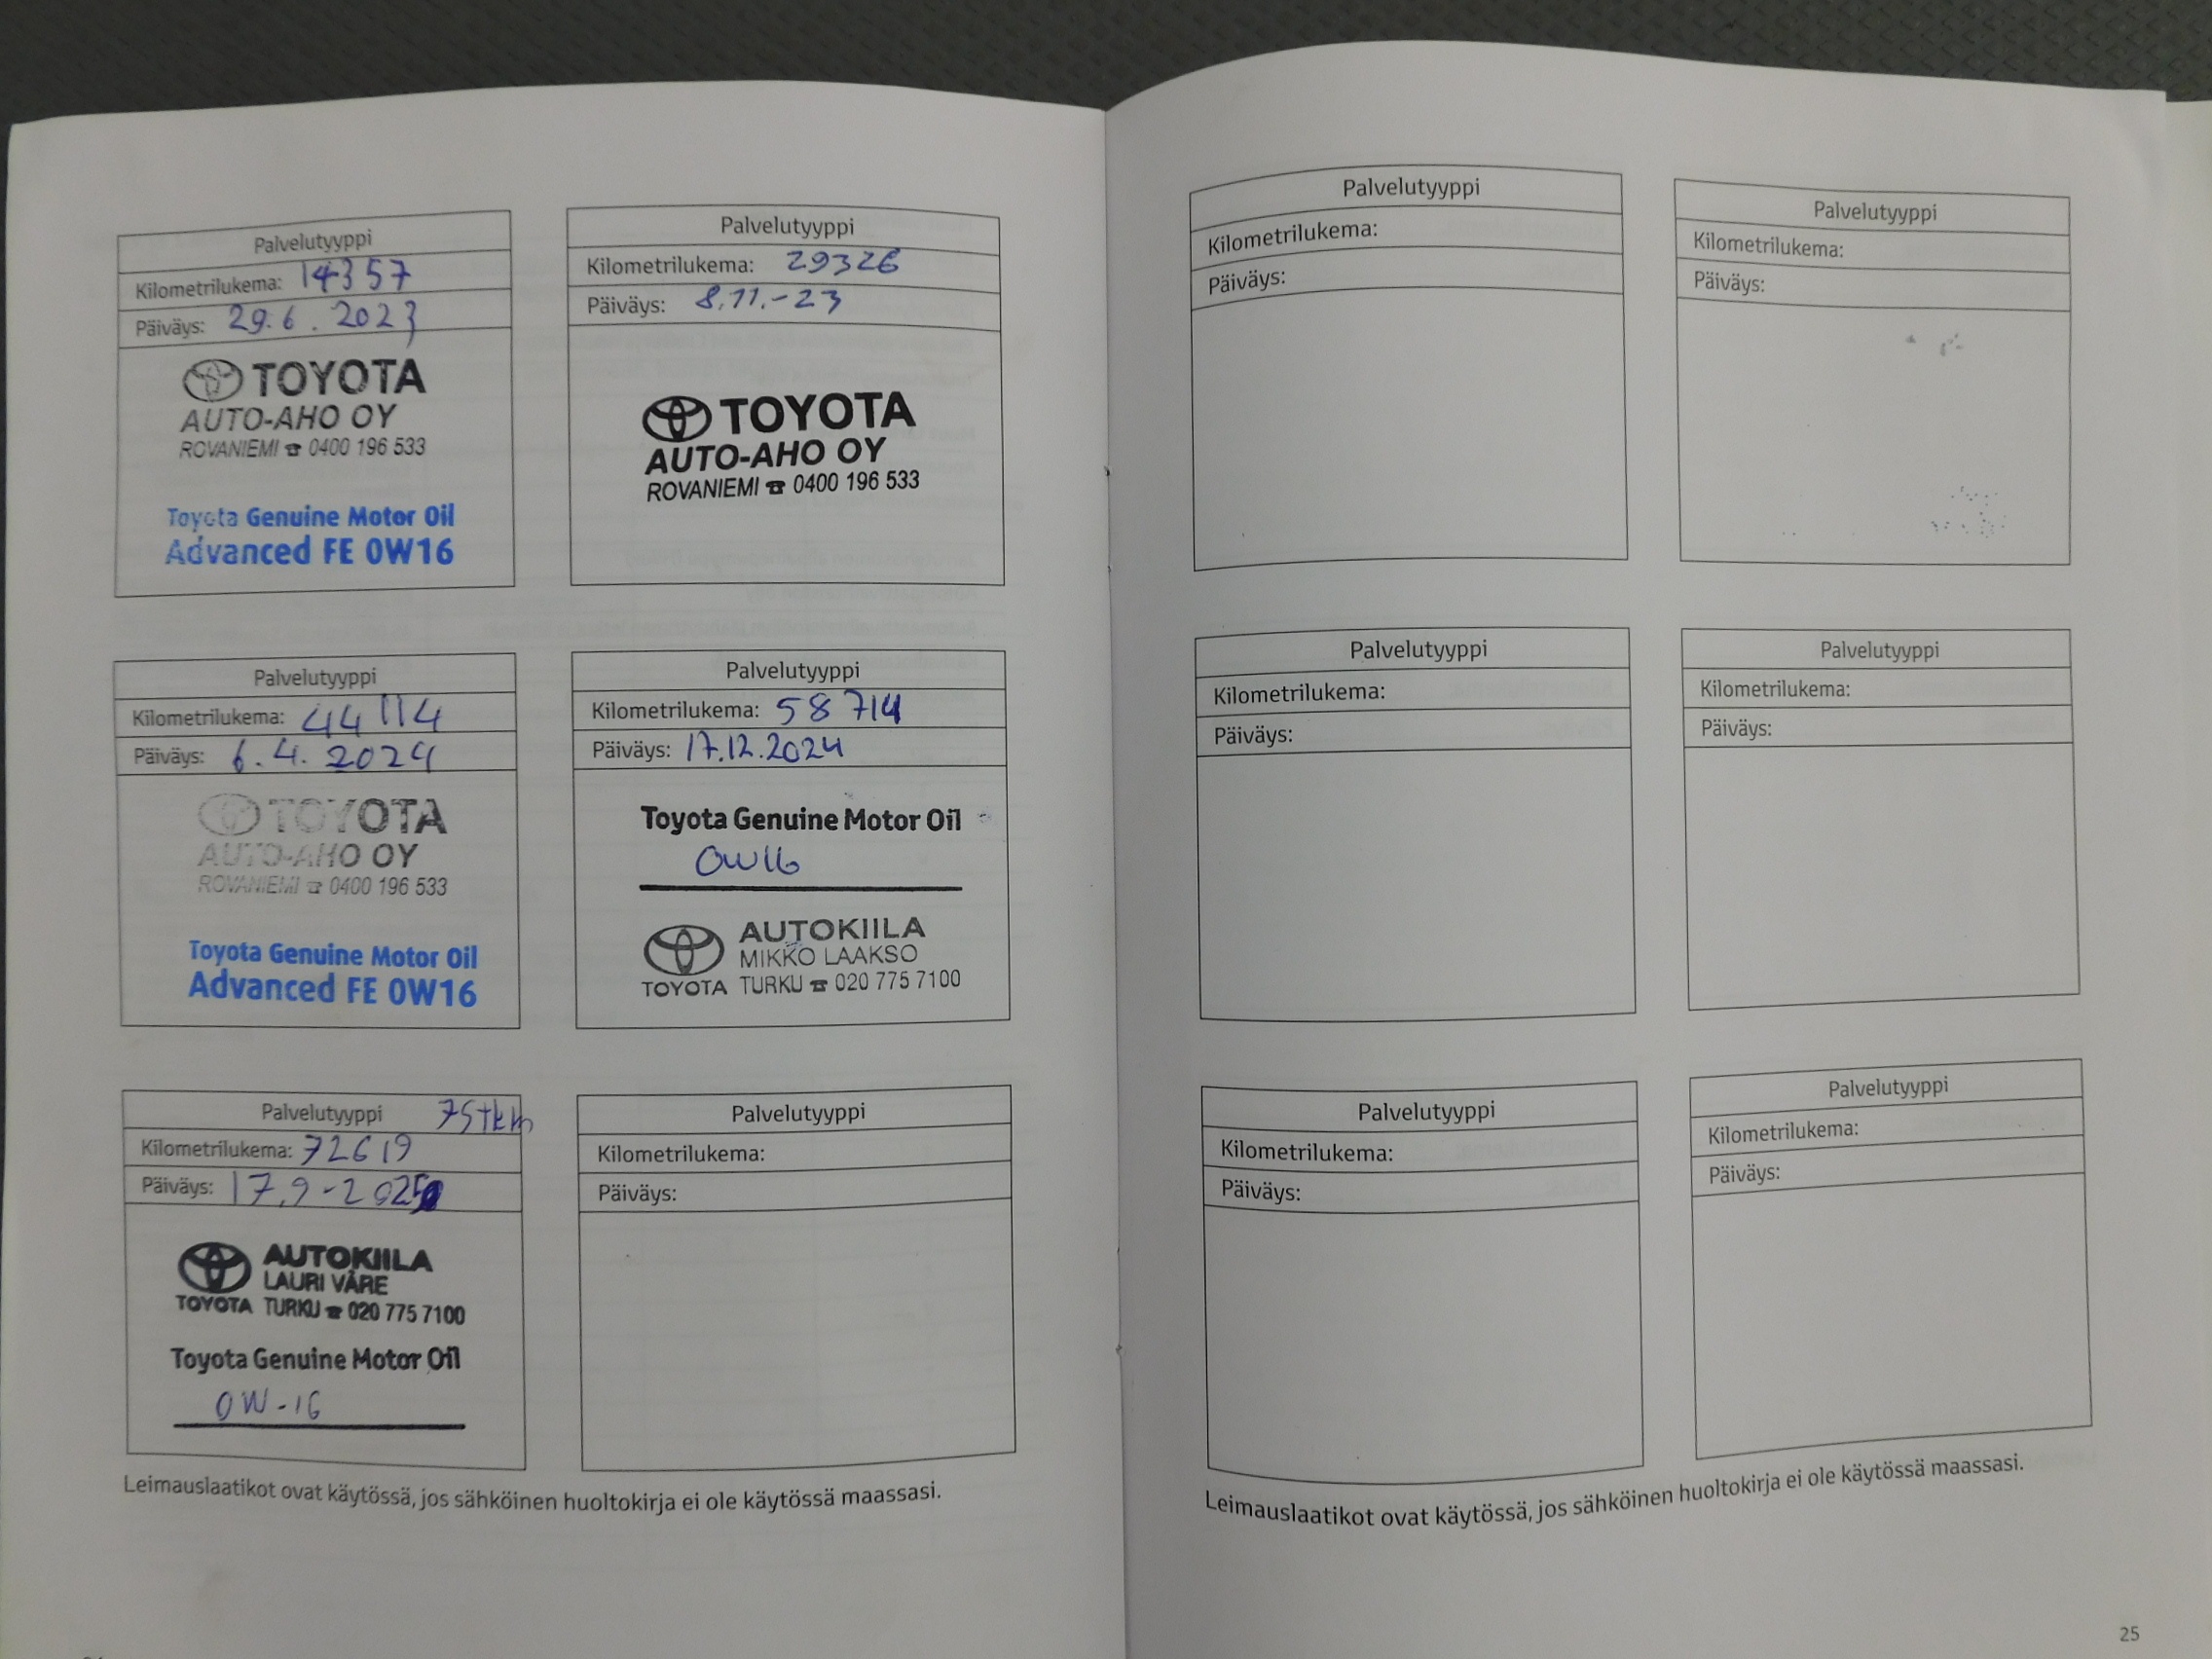 Palvelutyyppi
Kilometrilukema: 14357
Päiväys: 29.6.2023
TOYOTA
AUTO-AHO OY
ROVANIEMI ☎ 0400 196 533
Toyota Genuine Motor Oil
Advanced FE 0W16
Palvelutyyppi
Kilometrilukema: 29326
Päiväys: 8.11.-23
TOYOTA
AUTO-AHO OY
ROVANIEMI ☎ 0400 196 533
Palvelutyyppi
Kilometrilukema: 44114
Päiväys: 6.4.2024
TOYOTA
AUTO-AHO OY
ROVANIEMI ☎ 0400 196 533
Toyota Genuine Motor Oil
Advanced FE 0W16
Palvelutyyppi
Kilometrilukema: 58714
Päiväys: 17.12.2024
Toyota Genuine Motor Oil
0W16
AUTOKIILA
MIKKO LAAKSO
TOYOTA TURKU ☎ 020 775 7100
Palvelutyyppi 75tkm
Kilometrilukema: 72619
Päiväys: 17.9-2025
AUTOKIILA
LAURI VÄRE
TOYOTA TURKU ☎ 020 775 7100
Toyota Genuine Motor Oil
0W-16
Palvelutyyppi
Kilometrilukema:
Päiväys:
Leimauslaatikot ovat käytössä, jos sähköinen huoltokirja ei ole käytössä maassasi.
Palvelutyyppi
Kilometrilukema:
Päiväys:
Palvelutyyppi
Kilometrilukema:
Päiväys:
Palvelutyyppi
Kilometrilukema:
Päiväys:
Palvelutyyppi
Kilometrilukema:
Päiväys:
Palvelutyyppi
Kilometrilukema:
Päiväys:
Palvelutyyppi
Kilometrilukema:
Päiväys:
Leimauslaatikot ovat käytössä, jos sähköinen huoltokirja ei ole käytössä maassasi.
25